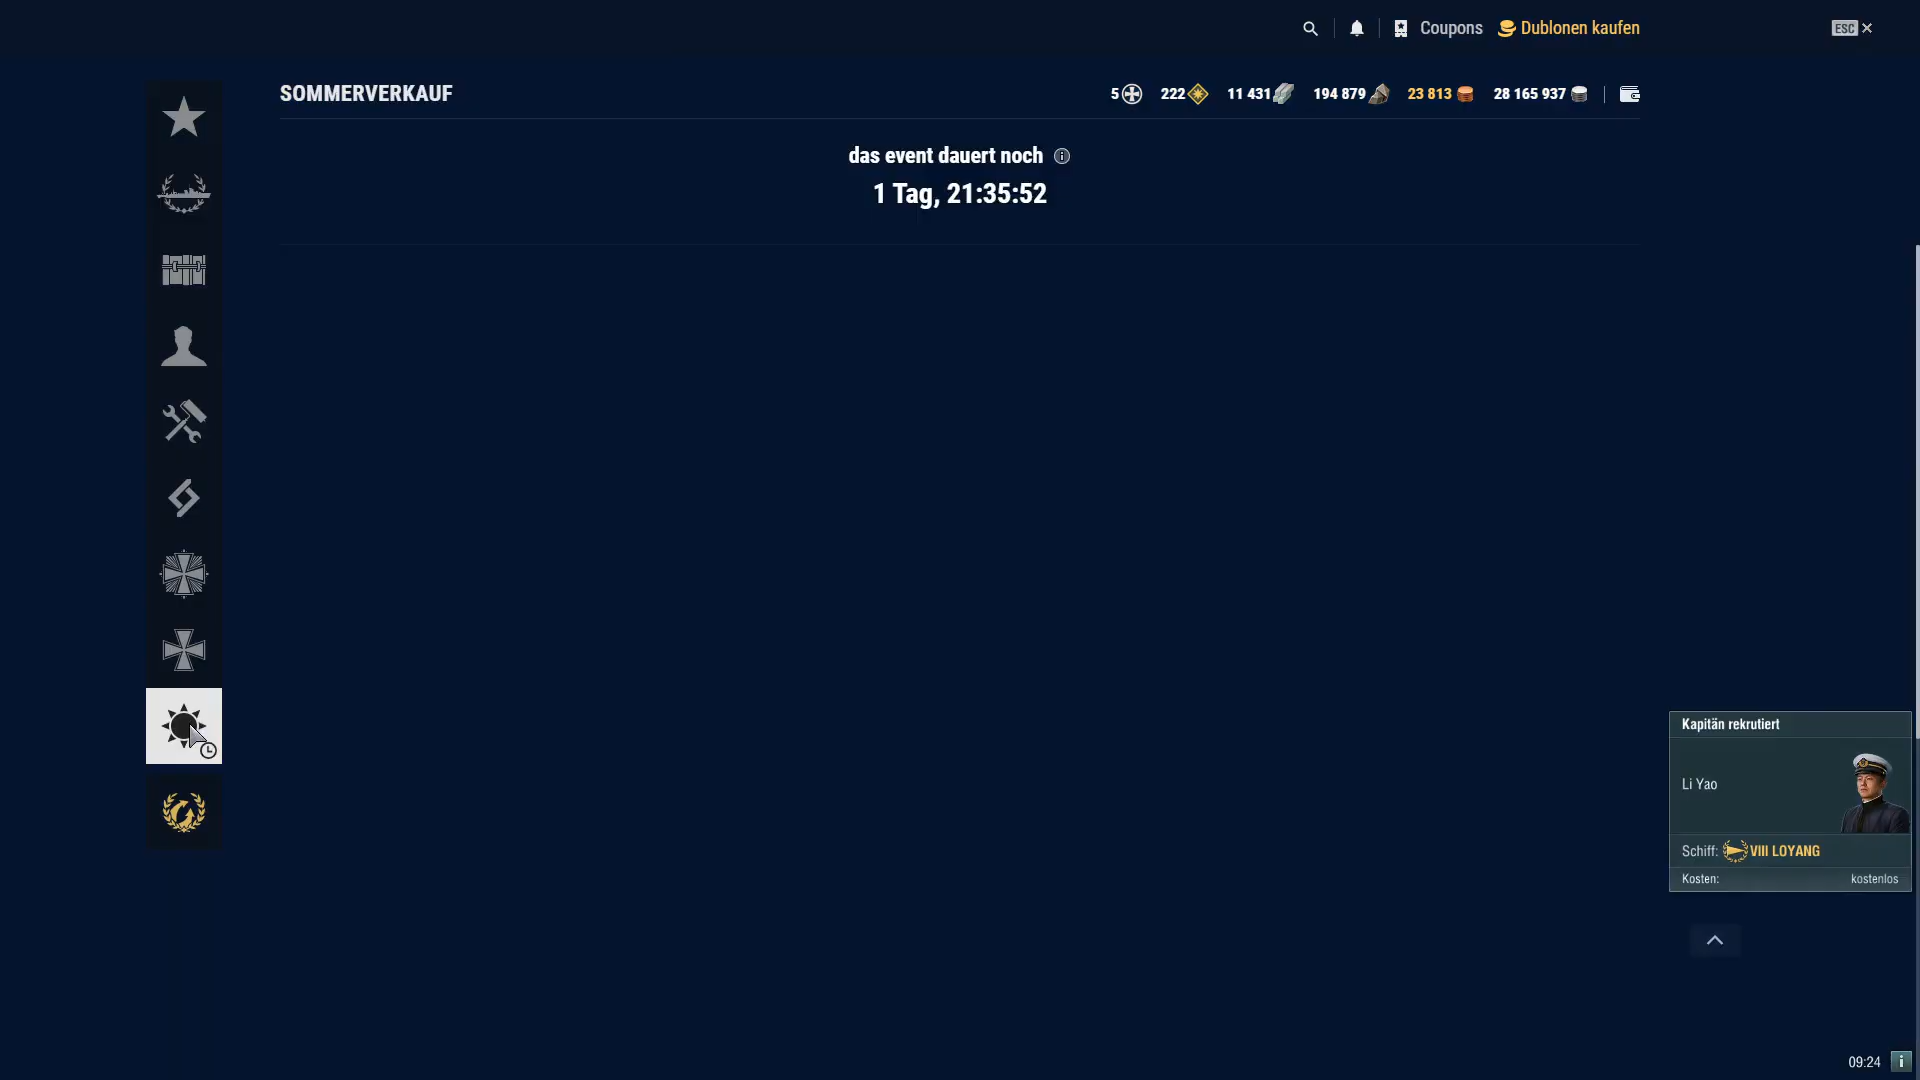 Coupons
Dublonen kaufen
ESC
SOMMERVERKAUF
5 222 11 431 194 879 23 813 28 165 937
das event dauert noch
1 Tag, 21:35:52
Kapitän rekrutiert
Li Yao
Schiff: VIII LOYANG
Kosten: kostenlos
09:24